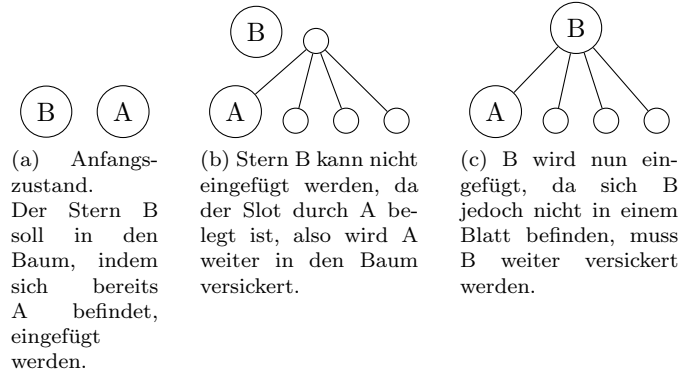 B A
(a) Anfangs-
zustand.
Der Stern B
soll in den
Baum, indem
sich bereits
A befindet,
eingefügt
werden.
B
A
(b) Stern B kann nicht
eingefügt werden, da
der Slot durch A be-
legt ist, also wird A
weiter in den Baum
versickert.
B
A
(c) B wird nun ein-
gefügt, da sich B
jedoch nicht in einem
Blatt befinden, muss
B weiter versickert
werden.